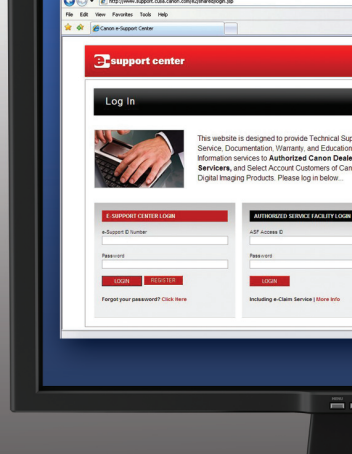 http://www.support.cusa.canon.com/e2/shared/login.jsp
File Edit View Favorites Tools Help
Canon e-Support Center
e-support center
Log In
This website is designed to provide Technical Sup
Service, Documentation, Warranty, and Education
Information services to Authorized Canon Deale
Servicers, and Select Account Customers of Can
Digital Imaging Products. Please log in below...
E-SUPPORT CENTER LOGIN
e-Support ID Number
Password
LOGIN REGISTER
Forgot your password? Click Here
AUTHORIZED SERVICE FACILITY LOGIN
ASF Access ID
Password
LOGIN
Including e-Claim Service | More Info
MENU